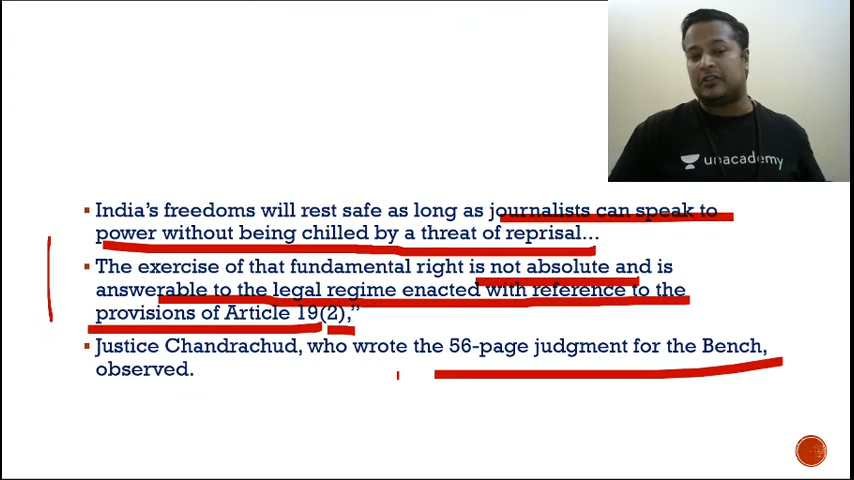 unacademy
India's freedoms will rest safe as long as journalists can speak to
power without being chilled by a threat of reprisal...
The exercise of that fundamental right is not absolute and is
answerable to the legal regime enacted with reference to the
provisions of Article 19(2),”
Justice Chandrachud, who wrote the 56-page judgment for the Bench,
observed.